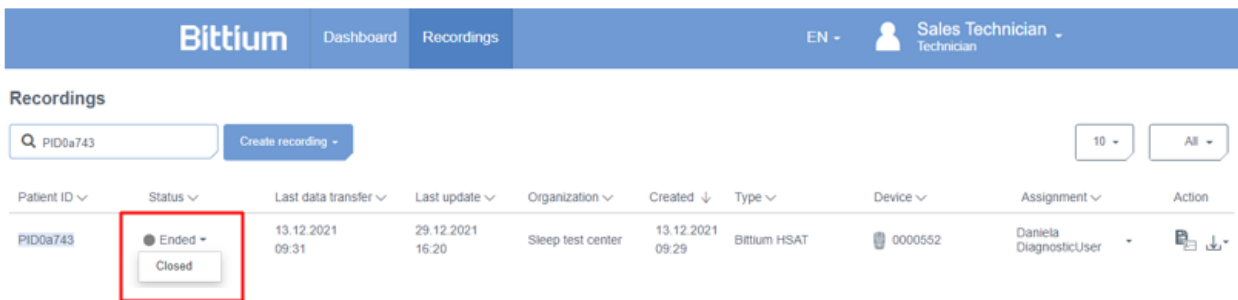 Bittium Dashboard Recordings EN Sales Technician
Technician
Recordings
PID0a743 Create recording 10 All
Patient ID Status Last data transfer Last update Organization Created Type Device Assignment Action
PID0a743 Ended 13.12.2021 29.12.2021 Sleep test center 13.12.2021 Bittium HSAT 0000552 Daniela
09:31 16:20 09:29 DiagnosticUser
Closed